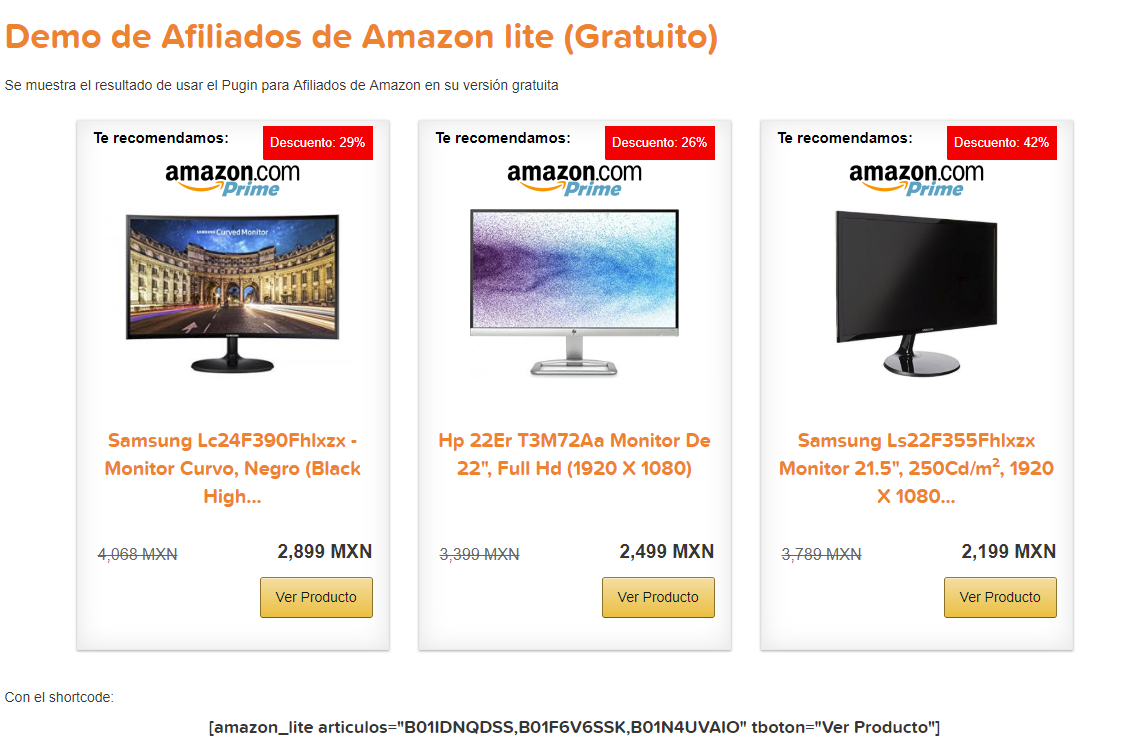 Demo de Afiliados de Amazon lite (Gratuito)
Se muestra el resultado de usar el Pugin para Afiliados de Amazon en su versión gratuita
Te recomendamos:
Descuento: 29%
amazon.com
Prime
SAMSUNG Curved Monitor
SAMSUNG
Samsung Lc24F390Fhlxzx -
Monitor Curvo, Negro (Black
High...
4,068 MXN
2,899 MXN
Ver Producto
Te recomendamos:
Descuento: 26%
amazon.com
Prime
hp
Hp 22Er T3M72Aa Monitor De
22", Full Hd (1920 X 1080)
3,399 MXN
2,499 MXN
Ver Producto
Te recomendamos:
Descuento: 42%
amazon.com
Prime
SAMSUNG
Samsung Ls22F355Fhlxzx
Monitor 21.5", 250Cd/m², 1920
X 1080...
3,789 MXN
2,199 MXN
Ver Producto
Con el shortcode:
[amazon_lite articulos="B01IDNQDSS,B01F6V6SSK,B01N4UVAIO" tboton="Ver Producto"]